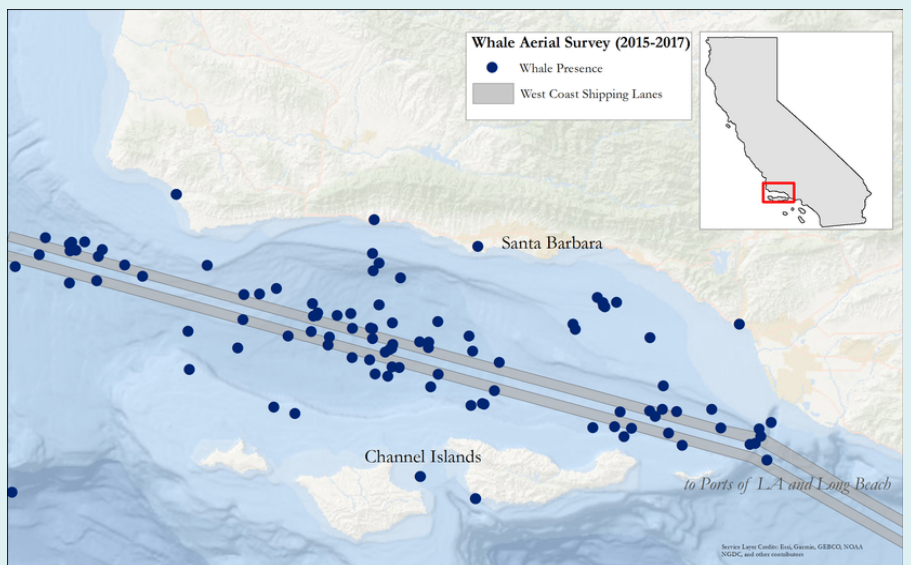 Whale Aerial Survey (2015-2017)
Whale Presence
West Coast Shipping Lanes
Santa Barbara
Channel Islands
to Ports of LA and Long Beach
Service Layer Credits: Esri, Garmin, GEBCO, NOAA
NGDC, and other contributors